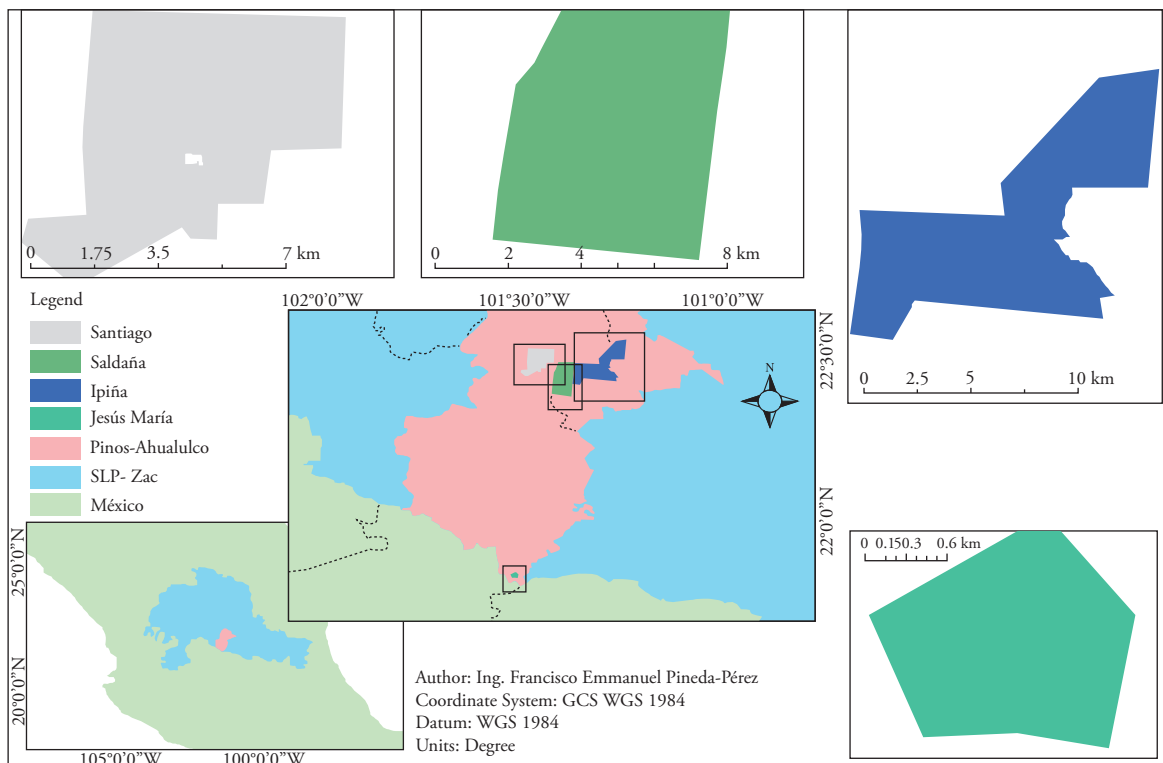 0 1.75 3.5 7 km
0 2 4 8 km
0 2.5 5 10 km
Legend
Santiago
Saldaña
Ipiña
Jesús María
Pinos-Ahualulco
SLP- Zac
México
102°0'0"W 101°30'0"W 101°0'0"W
22°30'0"N
22°0'0"N
N
0 0.150.3 0.6 km
25°0'0"N
20°0'0"N
105°0'0"W 100°0'0"W
Author: Ing. Francisco Emmanuel Pineda-Pérez
Coordinate System: GCS WGS 1984
Datum: WGS 1984
Units: Degree